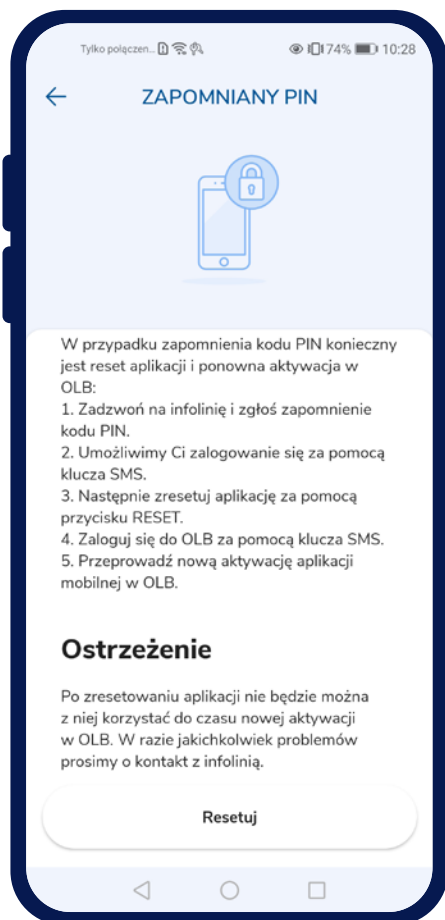 Tylko połączen... 74% 10:28
ZAPOMNIANY PIN
W przypadku zapomnienia kodu PIN konieczny
jest reset aplikacji i ponowna aktywacja w
OLB:
1. Zadzwoń na infolinię i zgłoś zapomnienie
kodu PIN.
2. Umożliwimy Ci zalogowanie się za pomocą
klucza SMS.
3. Następnie zresetuj aplikację za pomocą
przycisku RESET.
4. Zaloguj się do OLB za pomocą klucza SMS.
5. Przeprowadź nową aktywację aplikacji
mobilnej w OLB.
Ostrzeżenie
Po zresetowaniu aplikacji nie będzie można
z niej korzystać do czasu nowej aktywacji
w OLB. W razie jakichkolwiek problemów
prosimy o kontakt z infolinią.
Resetuj